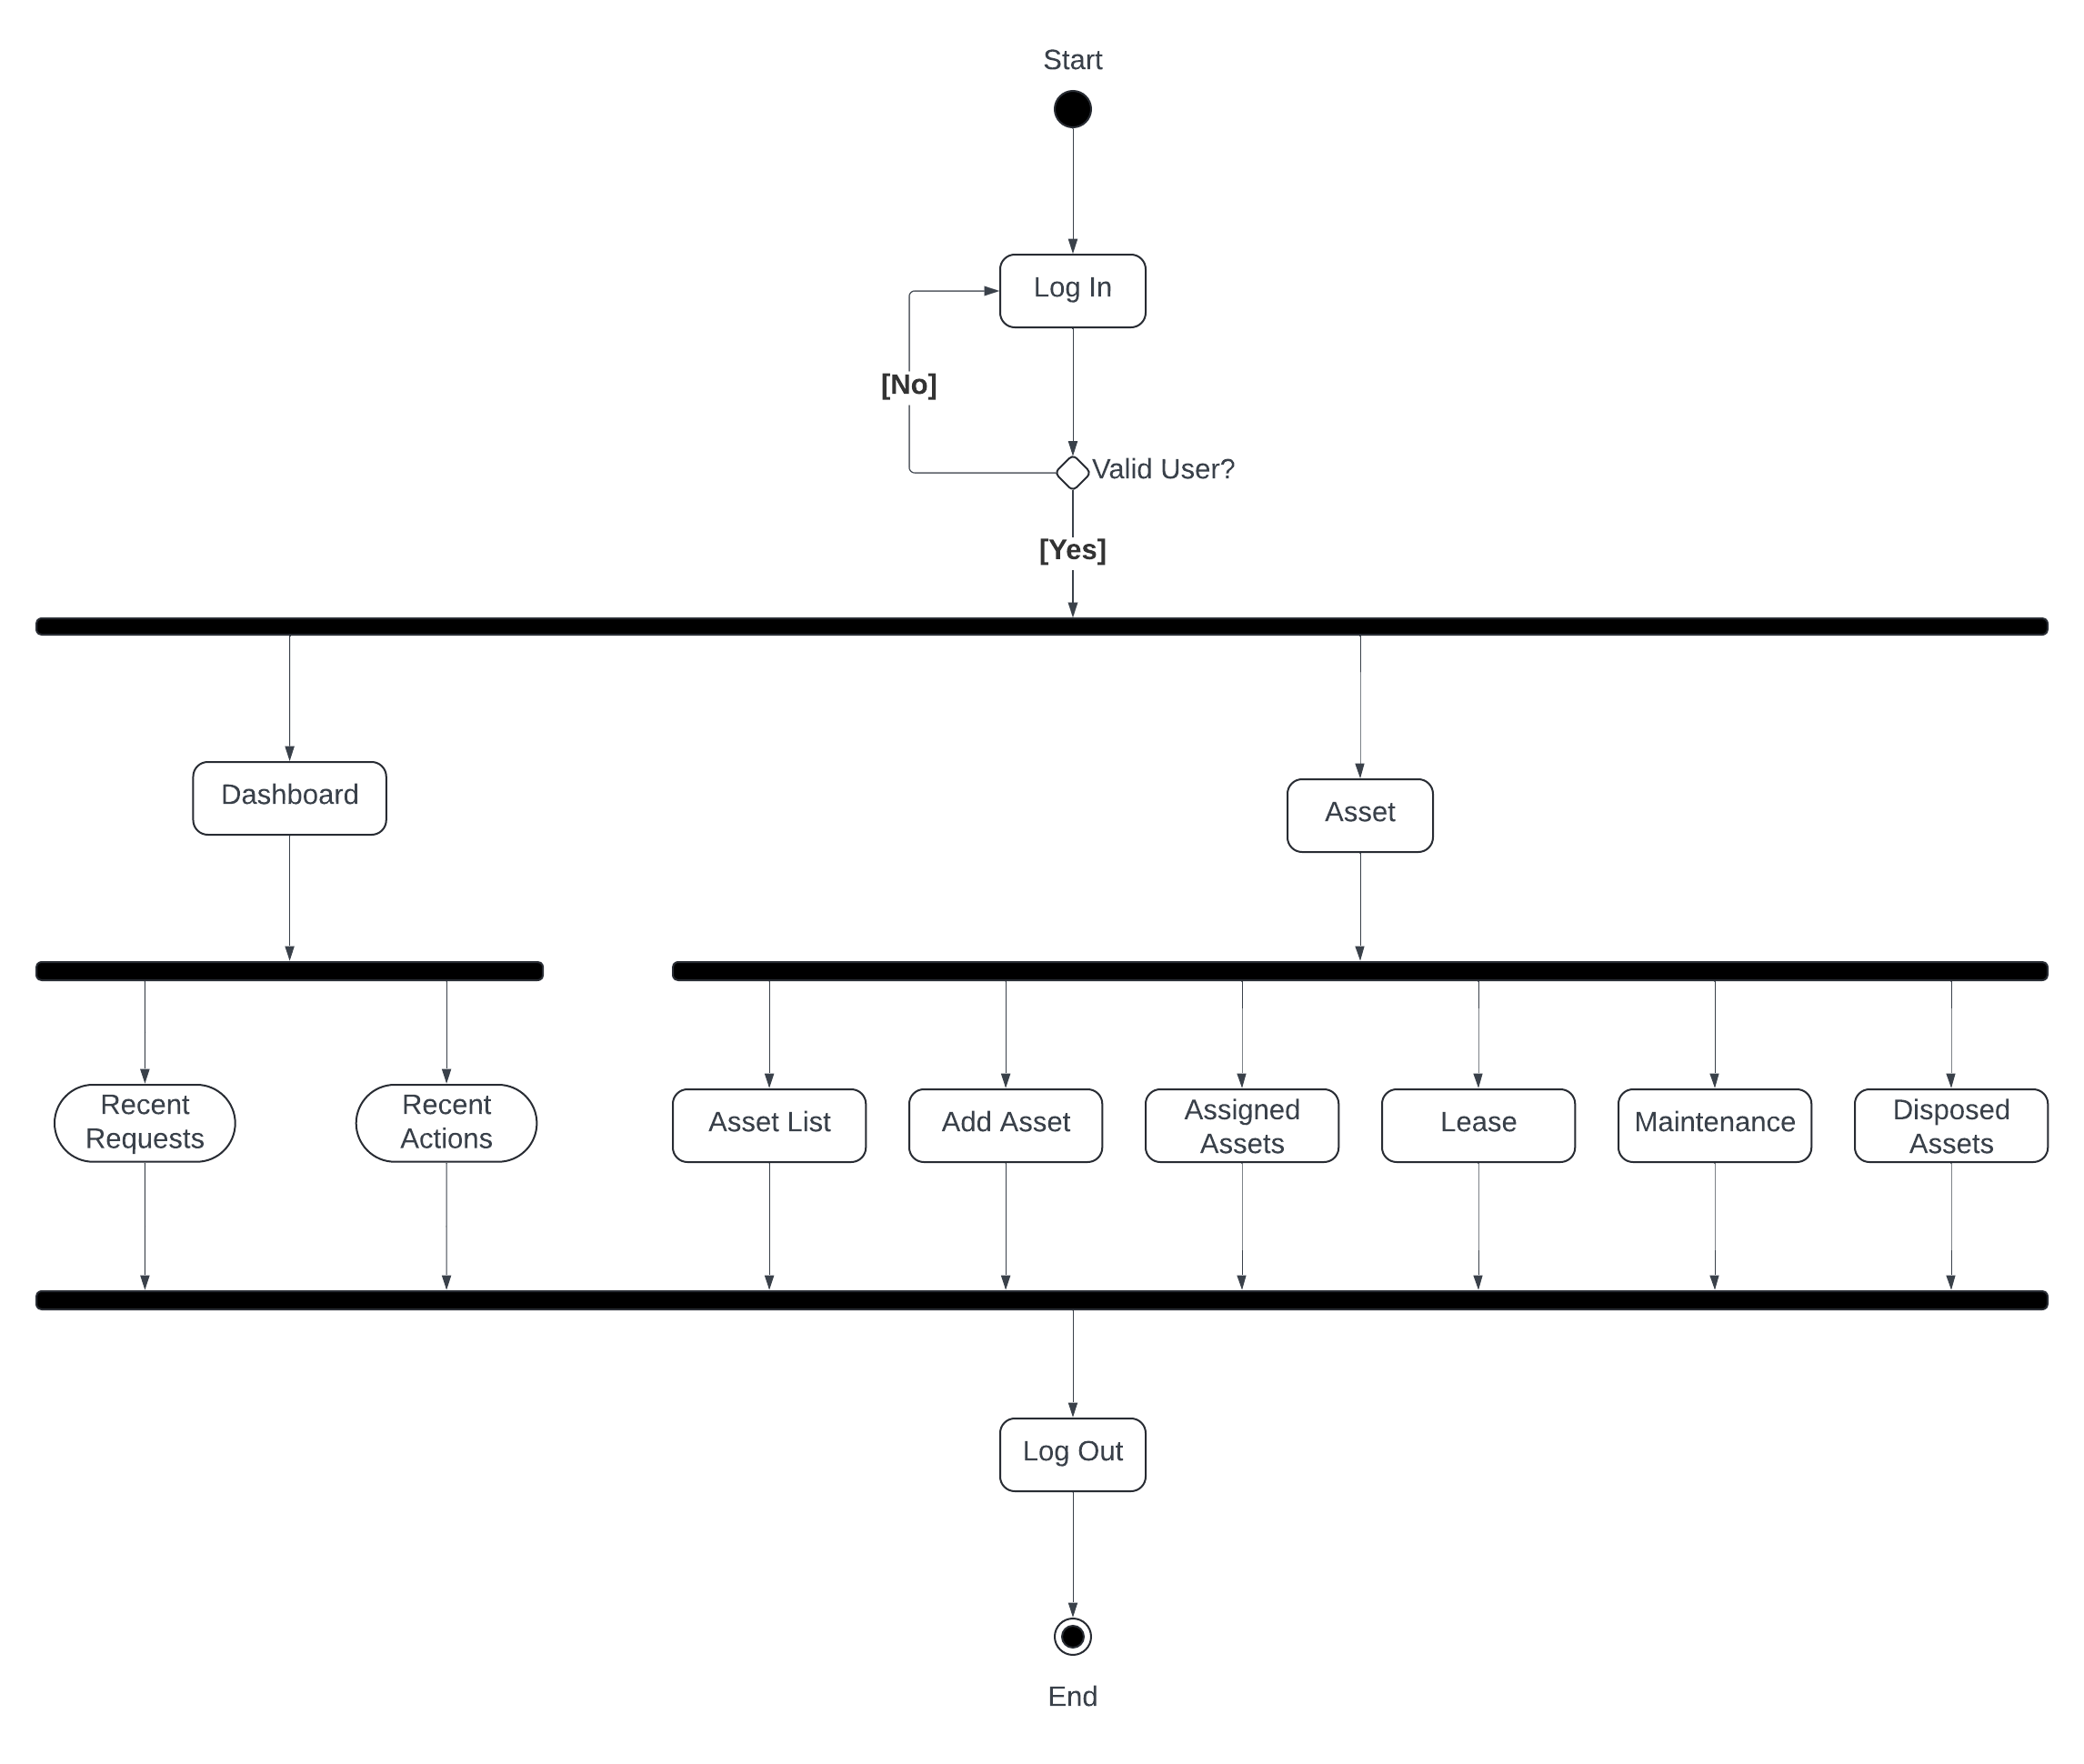 Start
Log In
[No]
Valid User?
[Yes]
Dashboard
Asset
Recent
Requests
Recent
Actions
Asset List
Add Asset
Assigned
Assets
Lease
Maintenance
Disposed
Assets
Log Out
End